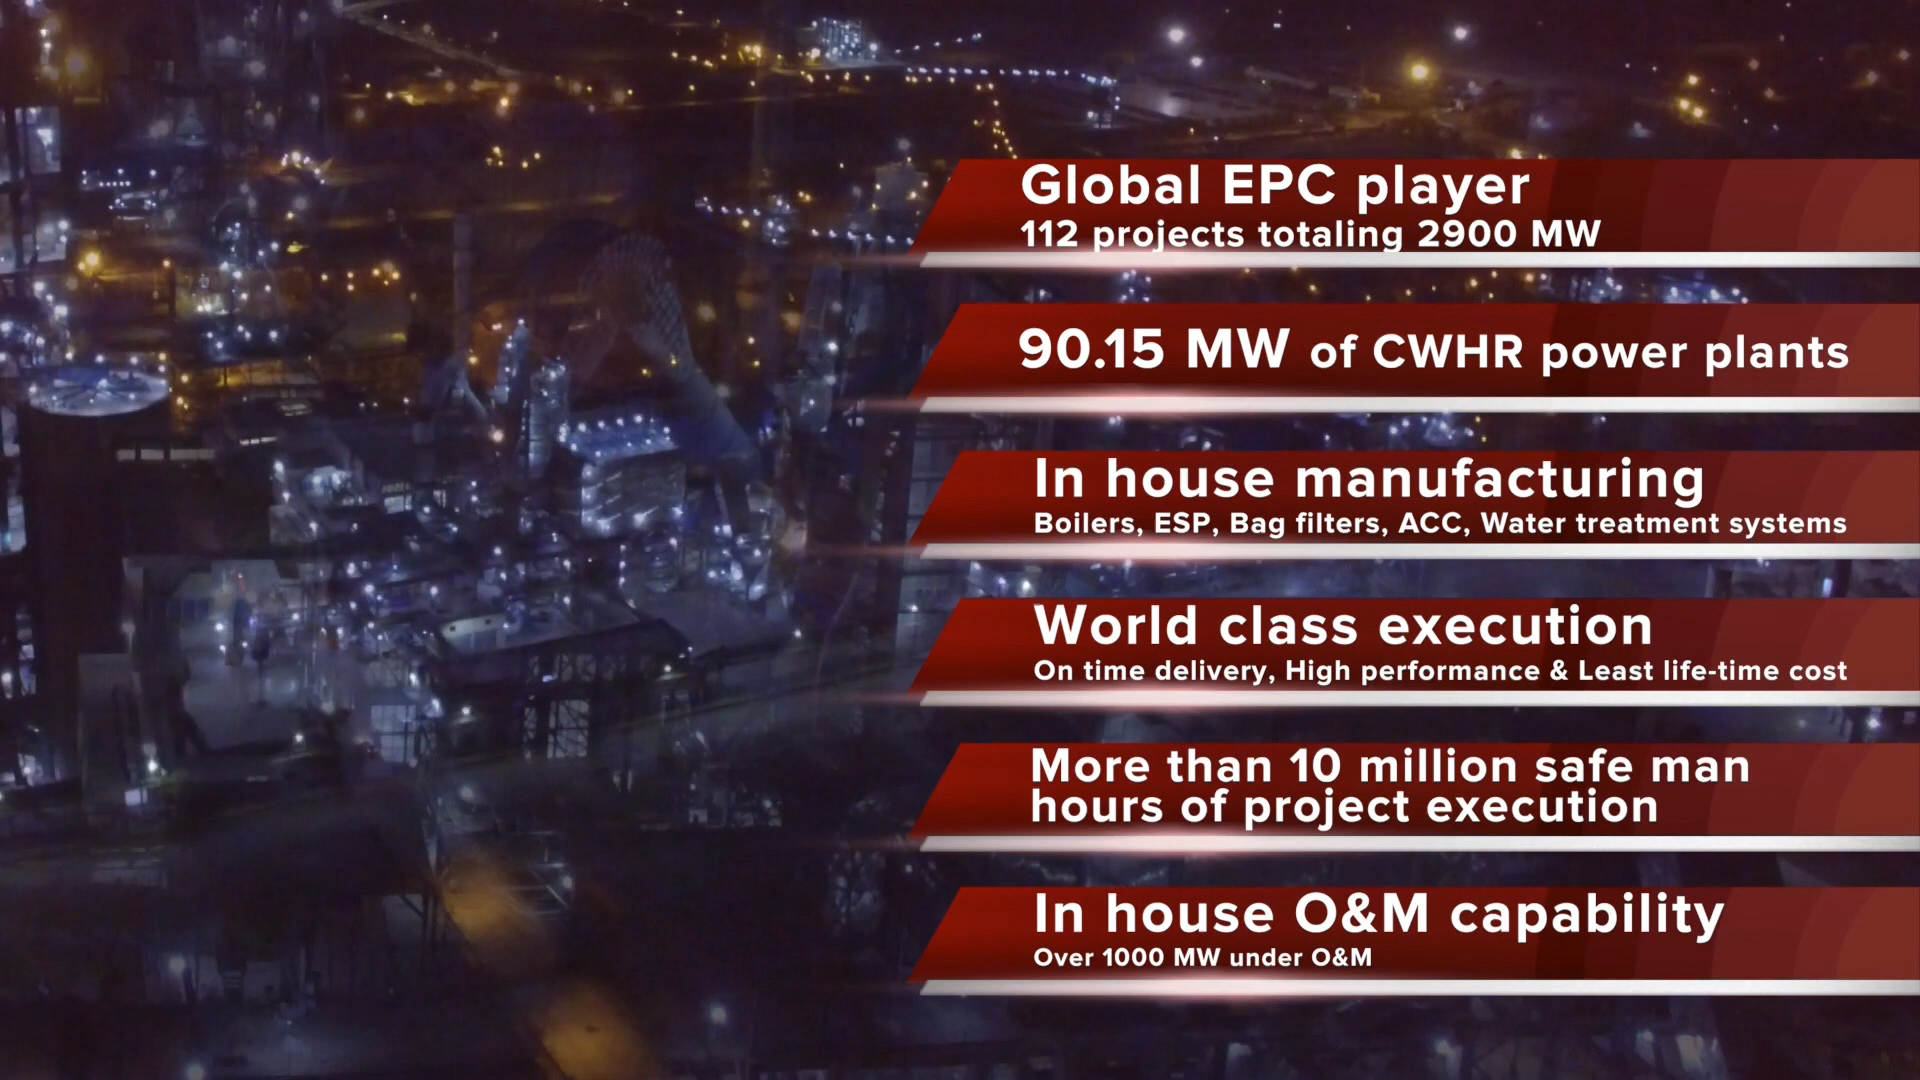 Global EPC player
112 projects totaling 2900 MW
90.15 MW of CWHR power plants
In house manufacturing
Boilers, ESP, Bag filters, ACC, Water treatment systems
World class execution
On time delivery, High performance & Least life-time cost
More than 10 million safe man
hours of project execution
In house O&M capability
Over 1000 MW under O&M